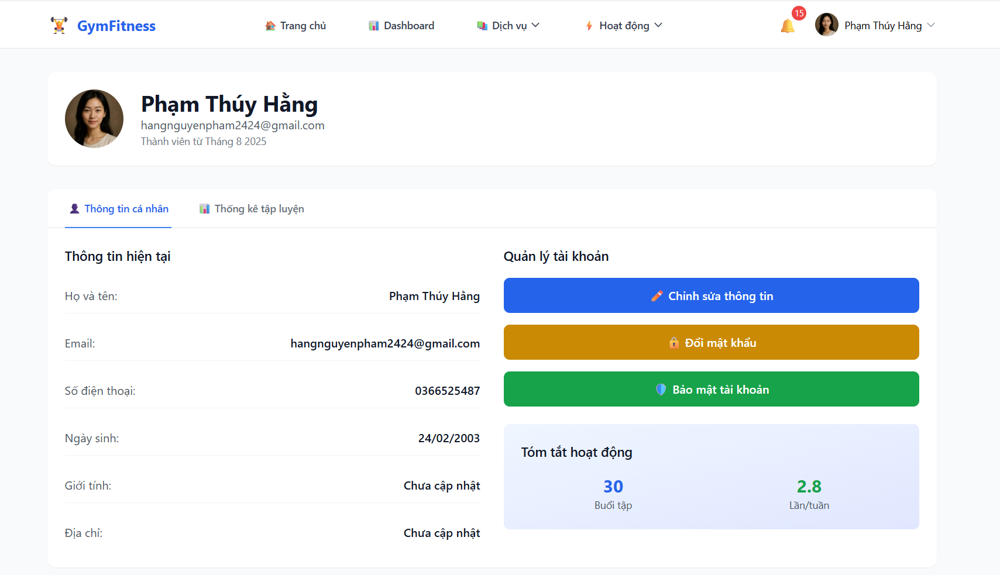 GymFitness
Trang chủ
Dashboard
Dịch vụ
Hoạt động
15
Phạm Thúy Hằng
Phạm Thúy Hằng
hangnguyenpham2424@gmail.com
Thành viên từ Tháng 8 2025
Thông tin cá nhân
Thống kê tập luyện
Thông tin hiện tại
Họ và tên: Phạm Thúy Hằng
Email: hangnguyenpham2424@gmail.com
Số điện thoại: 0366525487
Ngày sinh: 24/02/2003
Giới tính: Chưa cập nhật
Địa chỉ: Chưa cập nhật
Quản lý tài khoản
Chỉnh sửa thông tin
Đổi mật khẩu
Bảo mật tài khoản
Tóm tắt hoạt động
30
Buổi tập
2.8
Lần/tuần